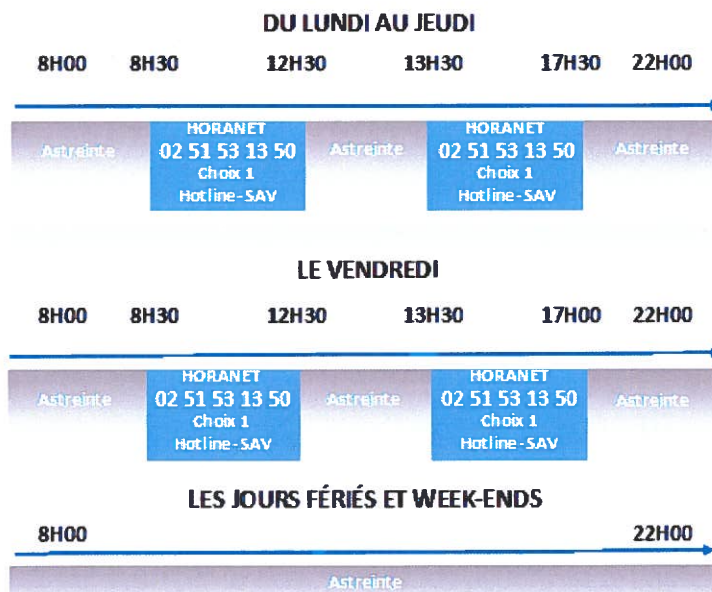 DU LUNDI AU JEUDI
8H00 8H30 12H30 13H30 17H30 22H00
Astreinte
HORANET
02 51 53 13 50
Choix 1
Hotline-SAV
Astreinte
HORANET
02 51 53 13 50
Choix 1
Hotline-SAV
Astreinte
LE VENDREDI
8H00 8H30 12H30 13H30 17H00 22H00
Astreinte
HORANET
02 51 53 13 50
Choix 1
Hotline-SAV
Astreinte
HORANET
02 51 53 13 50
Choix 1
Hotline-SAV
Astreinte
LES JOURS FÉRIÉS ET WEEK-ENDS
8H00 22H00
Astreinte